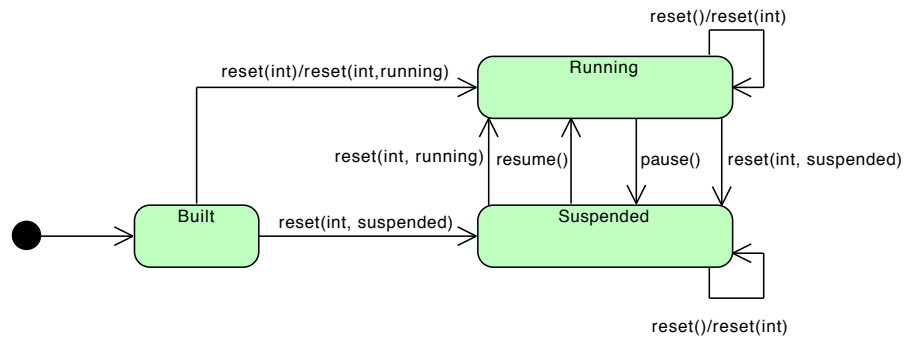 reset()/reset(int)
Running
reset(int)/reset(int,running)
reset(int, running)
resume()
pause()
reset(int, suspended)
Built
reset(int, suspended)
Suspended
reset()/reset(int)